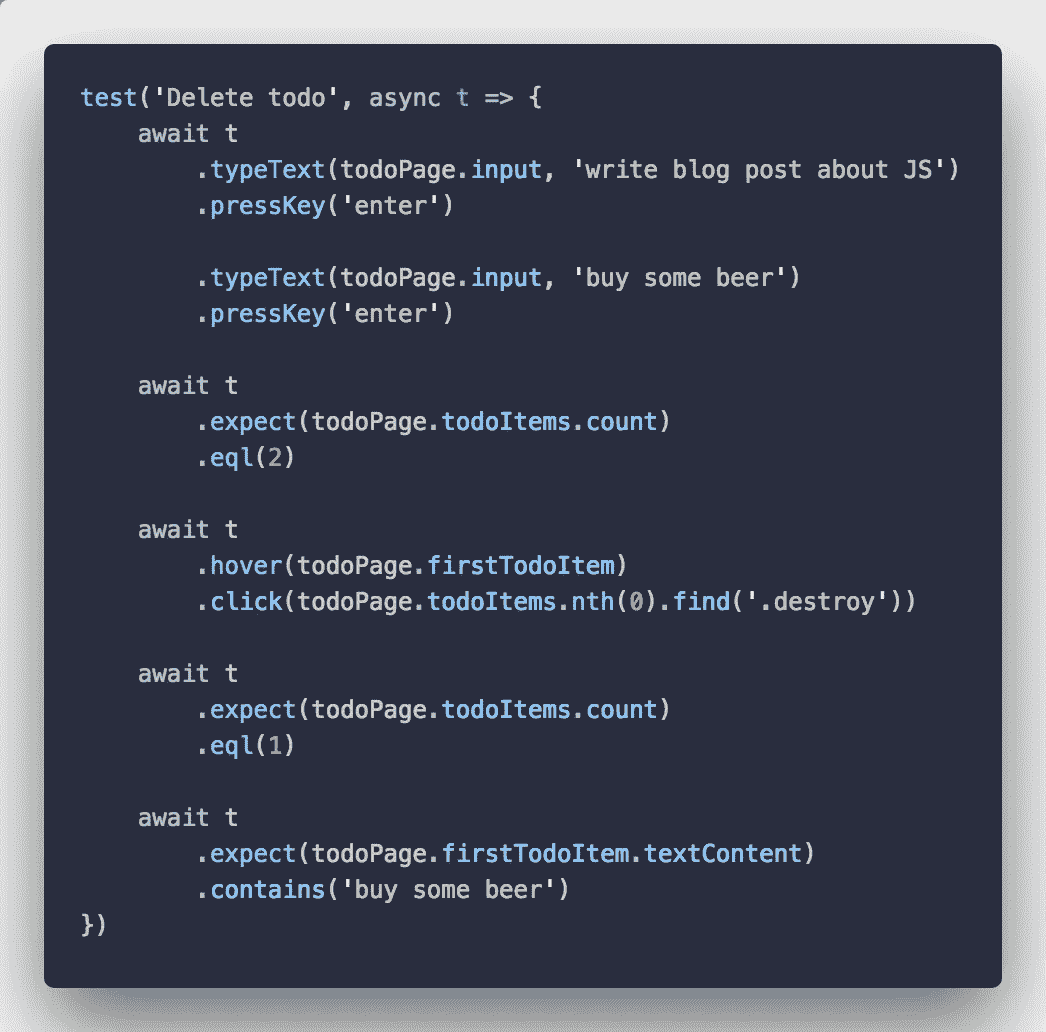 test('Delete todo', async t => {
    await t
        .typeText(todoPage.input, 'write blog post about JS')
        .pressKey('enter')

        .typeText(todoPage.input, 'buy some beer')
        .pressKey('enter')

    await t
        .expect(todoPage.todoItems.count)
        .eql(2)

    await t
        .hover(todoPage.firstTodoItem)
        .click(todoPage.todoItems.nth(0).find('.destroy'))

    await t
        .expect(todoPage.todoItems.count)
        .eql(1)

    await t
        .expect(todoPage.firstTodoItem.textContent)
        .contains('buy some beer')
})